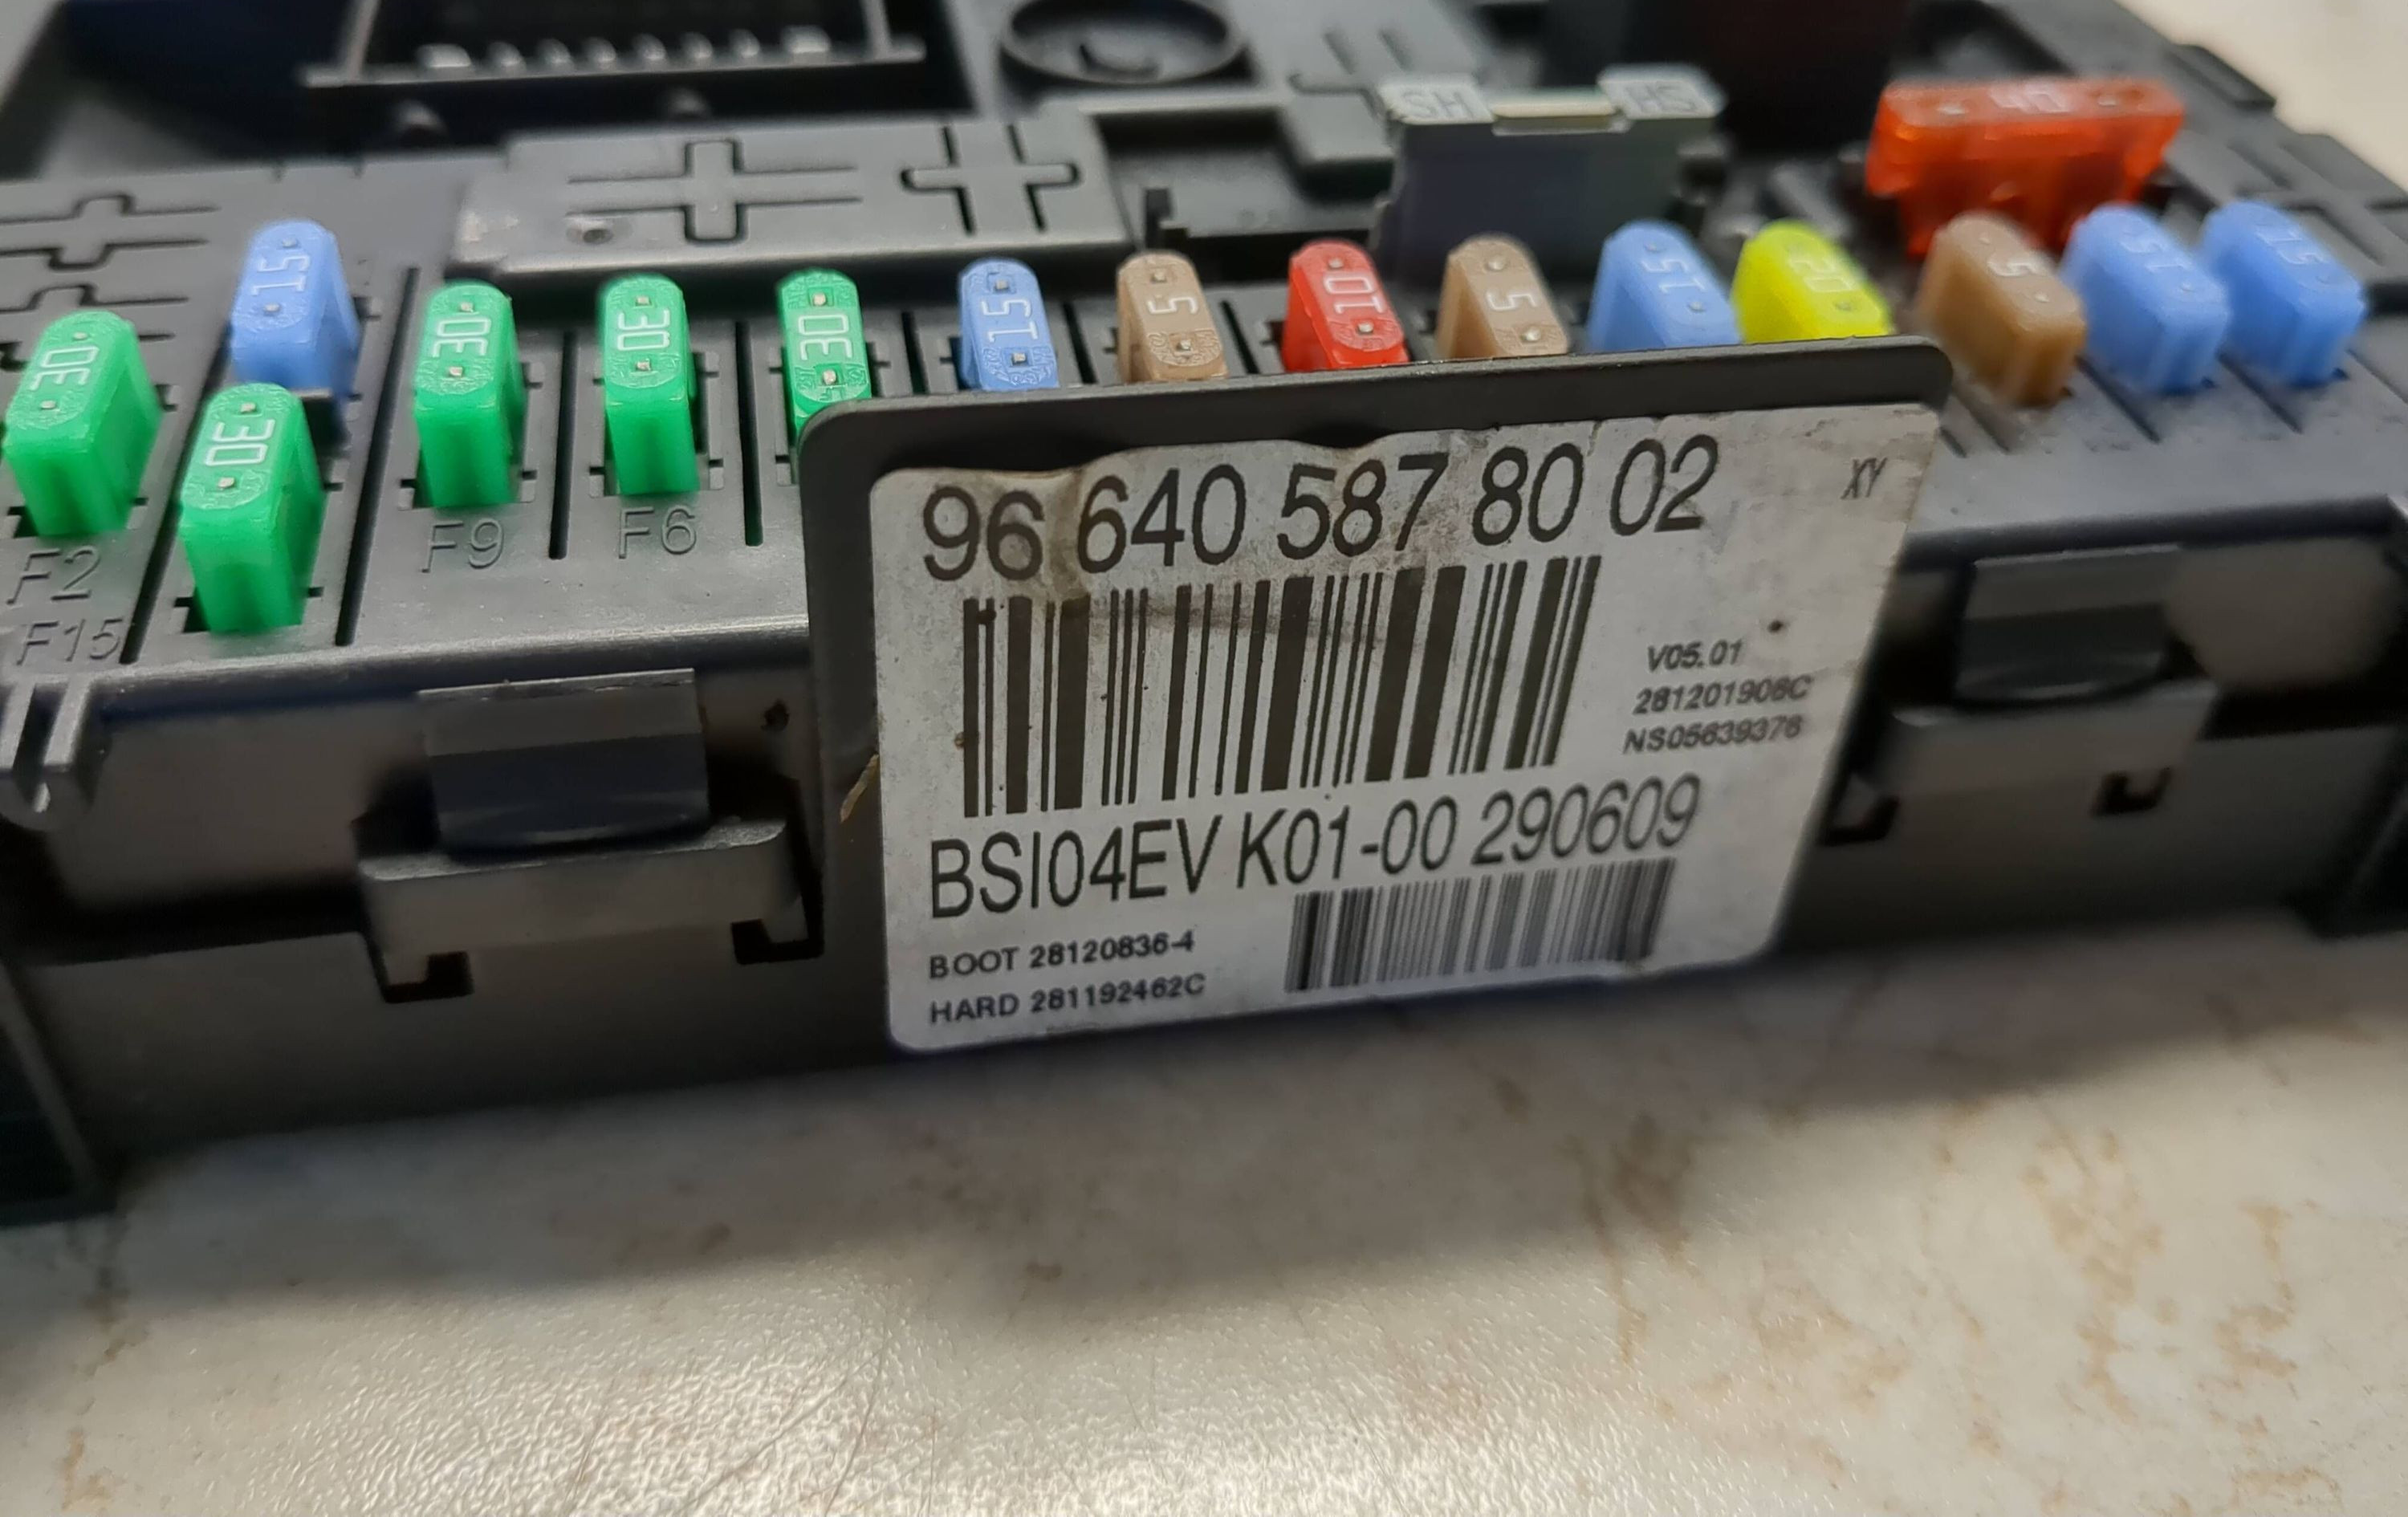 SH HS
40
15
30
30
30
30
30
15
5
10
5
15
20
5
15
15
F2
F15
F9
F6
96 640 587 80 02
XY
V05.01
281201908C
NS05639376
BSI04EV K01-00 290609
BOOT 28120836-4
HARD 281192462C